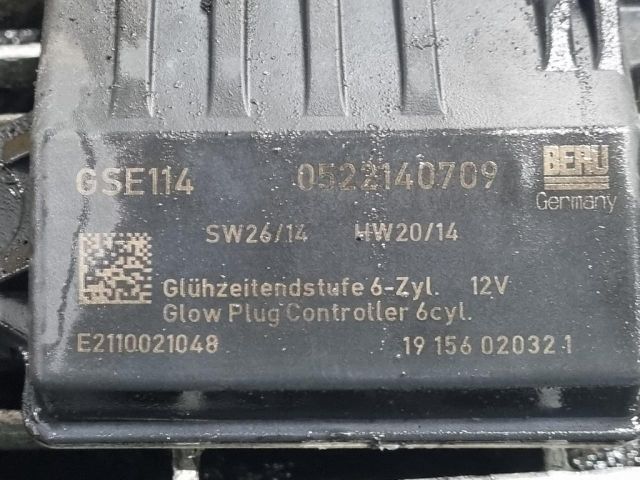 GSE114 0522140709 BERU
Germany
SW26/14 HW20/14
Glühzeitendstufe 6-Zyl. 12V
Glow Plug Controller 6cyl.
E2110021048 19 156 02032 1